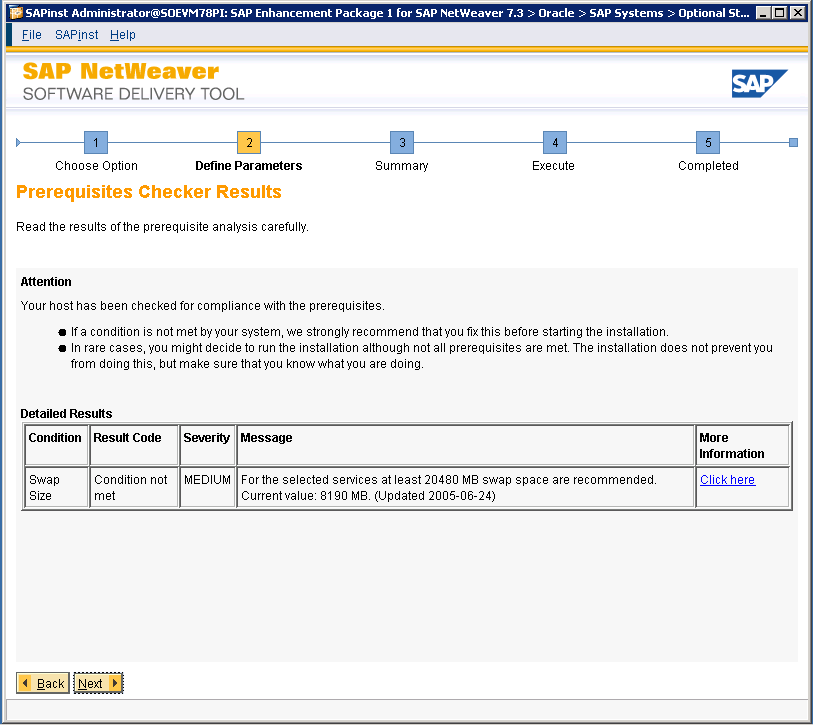 SAPinst Administrator@SOEVM78PI: SAP Enhancement Package 1 for SAP NetWeaver 7.3 > Oracle > SAP Systems > Optional St...
File SAPinst Help
SAP NetWeaver
SOFTWARE DELIVERY TOOL
SAP
1 2 3 4 5
Choose Option Define Parameters Summary Execute Completed
Prerequisites Checker Results
Read the results of the prerequisite analysis carefully.
Attention
Your host has been checked for compliance with the prerequisites.
● If a condition is not met by your system, we strongly recommend that you fix this before starting the installation.
● In rare cases, you might decide to run the installation although not all prerequisites are met. The installation does not prevent you
from doing this, but make sure that you know what you are doing.
Detailed Results
Condition Result Code Severity Message More
Information
Swap Condition not MEDIUM For the selected services at least 20480 MB swap space are recommended. Click here
Size met Current value: 8190 MB. (Updated 2005-06-24)
Back Next